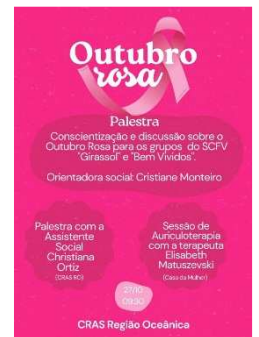 Outubro
rosa
Palestra
Conscientização e discussão sobre o
Outubro Rosa para os grupos do SCFV
"Girassol" e "Bem Vividos".
Orientadora social: Cristiane Monteiro
Palestra com a
Assistente
Social
Christiana
Ortiz
(CRAS RO)
Sessão de
Auriculoterapia
com a terapeuta
Elisabeth
Matuszevski
(Casa da Mulher)
27/10
09:30
CRAS Região Oceânica